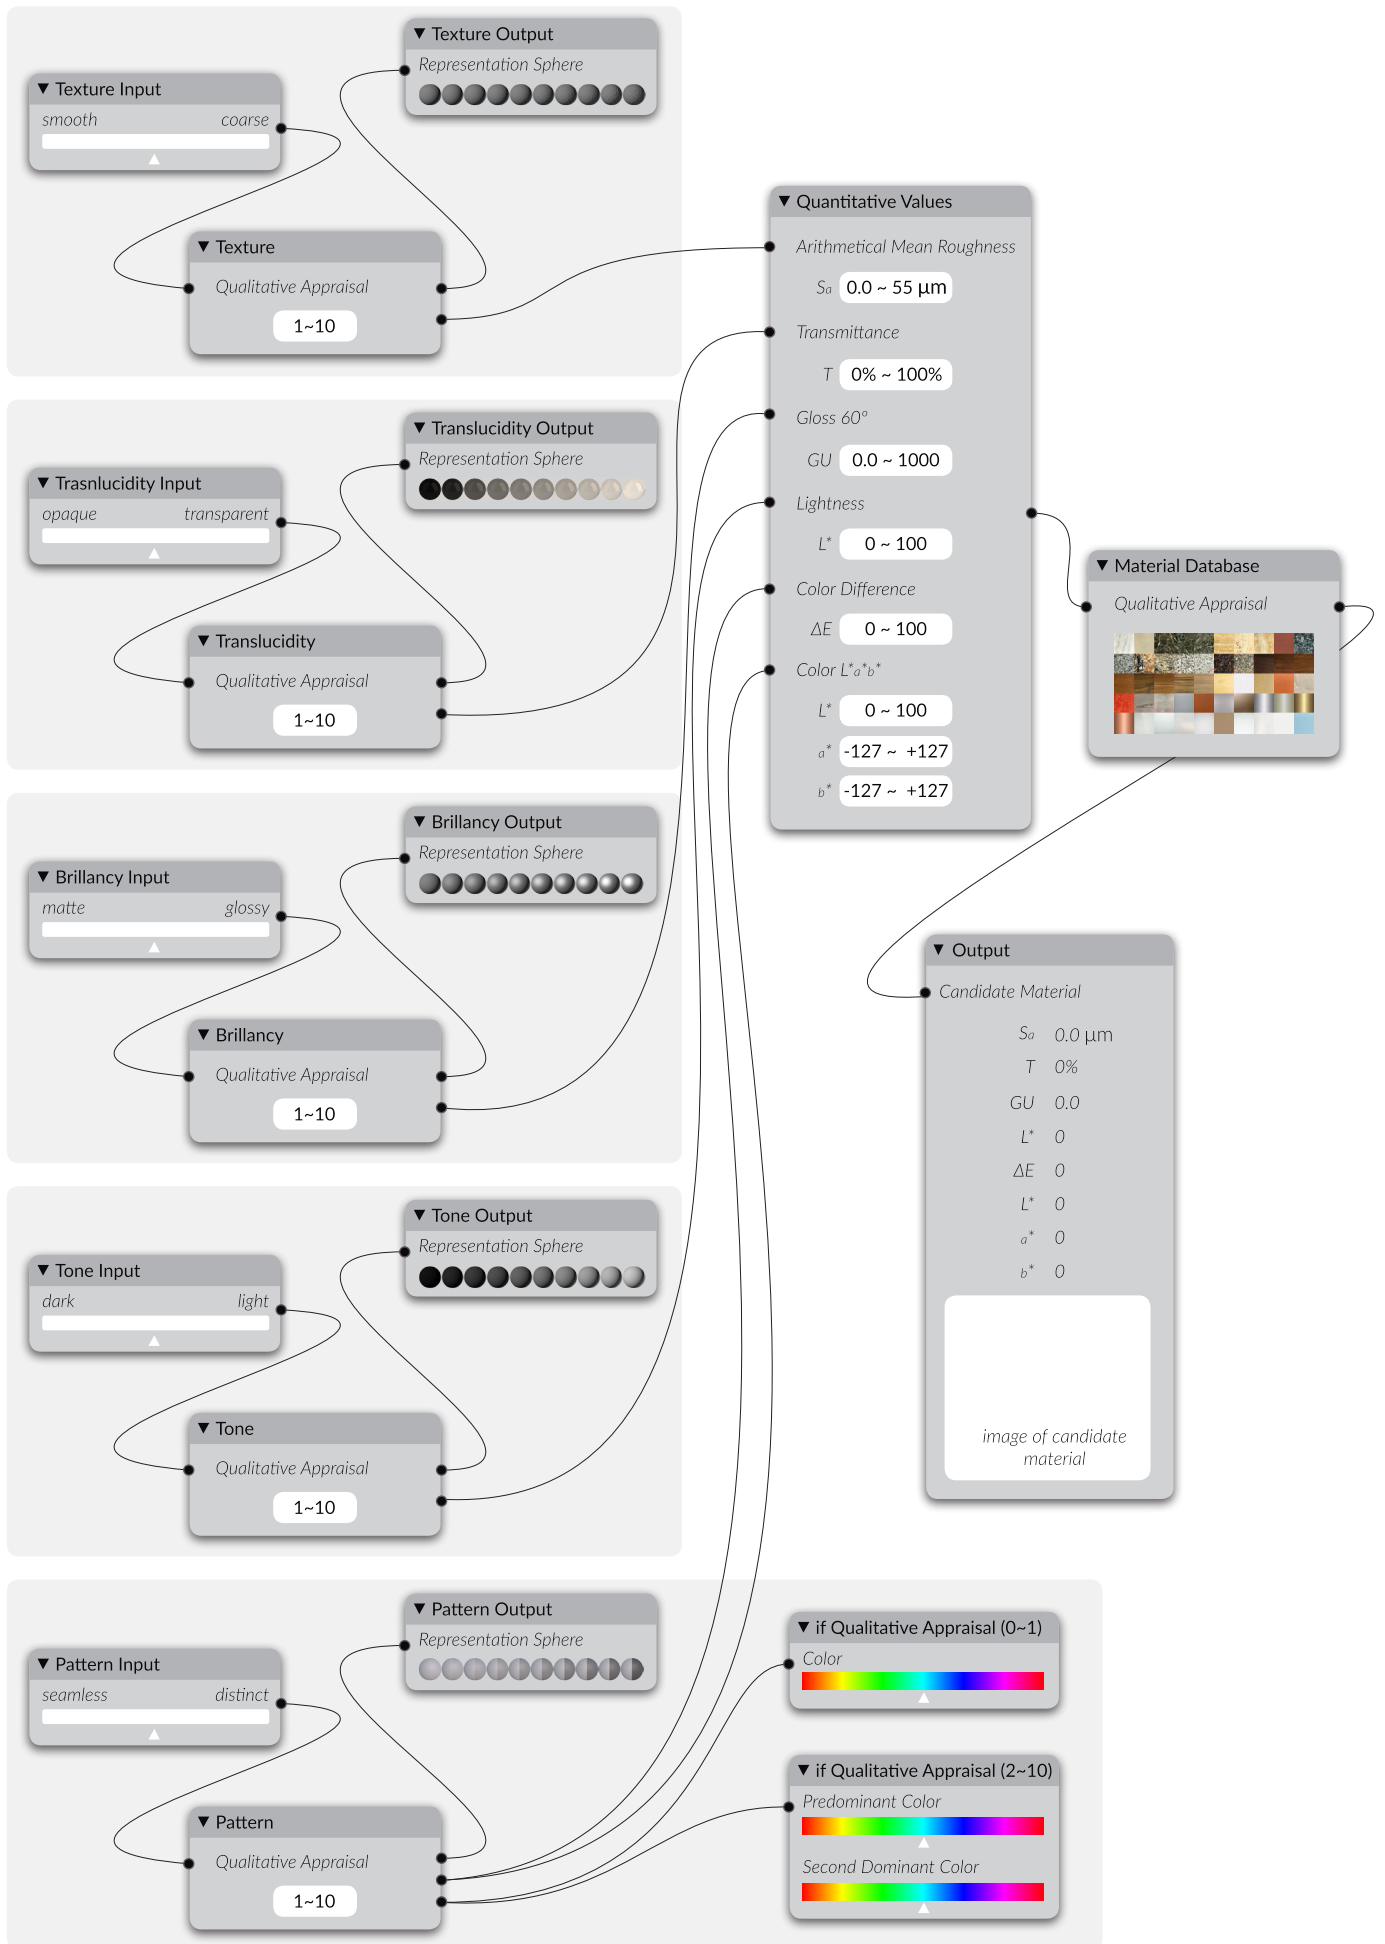 ▼ Texture Output
Representation Sphere
▼ Texture Input
smooth coarse
▼ Texture
Qualitative Appraisal
1~10
▼ Translucidity Output
Representation Sphere
▼ Trasnlucidity Input
opaque transparent
▼ Translucidity
Qualitative Appraisal
1~10
▼ Brillancy Output
Representation Sphere
▼ Brillancy Input
matte glossy
▼ Brillancy
Qualitative Appraisal
1~10
▼ Tone Output
Representation Sphere
▼ Tone Input
dark light
▼ Tone
Qualitative Appraisal
1~10
▼ Pattern Output
Representation Sphere
▼ Pattern Input
seamless distinct
▼ Pattern
Qualitative Appraisal
1~10
▼ if Qualitative Appraisal (0~1)
Color
▼ if Qualitative Appraisal (2~10)
Predominant Color
Second Dominant Color
▼ Quantitative Values
Arithmetical Mean Roughness
Sa 0.0 ~ 55 µm
Transmittance
T 0% ~ 100%
Gloss 60º
GU 0.0 ~ 1000
Lightness
L* 0 ~ 100
Color Difference
ΔE 0 ~ 100
Color L*a*b*
L* 0 ~ 100
a* -127 ~ +127
b* -127 ~ +127
▼ Material Database
Qualitative Appraisal
▼ Output
Candidate Material
Sa 0.0 µm
T 0%
GU 0.0
L* 0
ΔE 0
L* 0
a* 0
b* 0
image of candidate
material